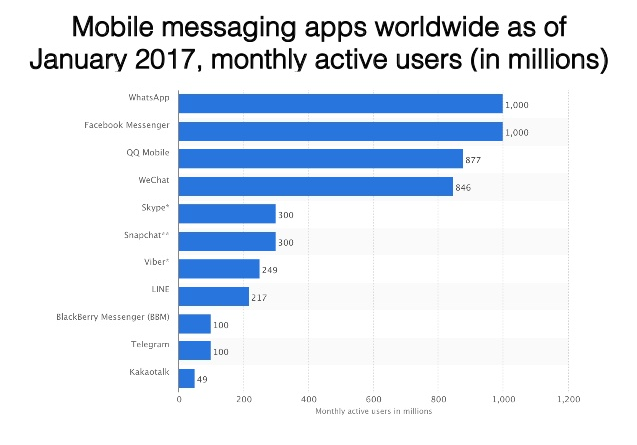 Mobile messaging apps worldwide as of
January 2017, monthly active users (in millions)
WhatsApp 1,000
Facebook Messenger 1,000
QQ Mobile 877
WeChat 846
Skype* 300
Snapchat** 300
Viber* 249
LINE 217
BlackBerry Messenger (BBM) 100
Telegram 100
Kakaotalk 49
0 200 400 600 800 1,000 1,200
Monthly active users in millions